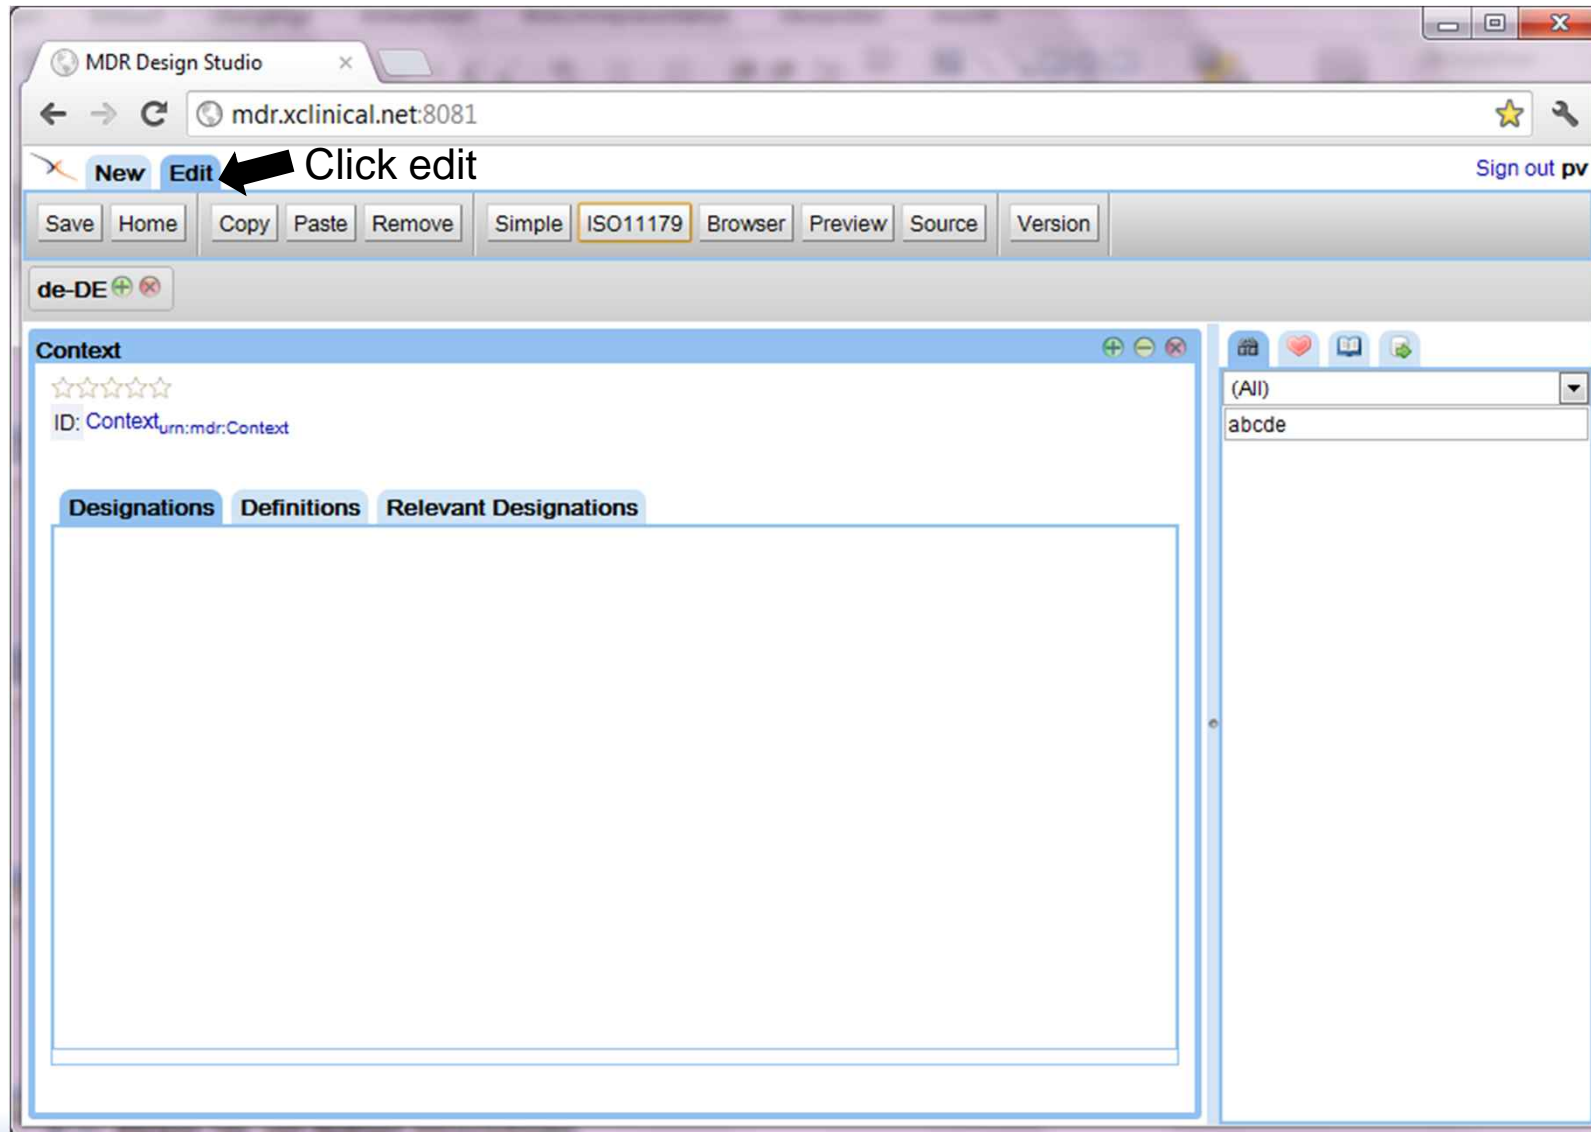 MDR Design Studio
mdr.xclinical.net:8081
New Edit Click edit Sign out pv
Save Home Copy Paste Remove Simple ISO11179 Browser Preview Source Version
de-DE
Context
(All)
ID: Context urn:mdr:Context
abcde
Designations Definitions Relevant Designations